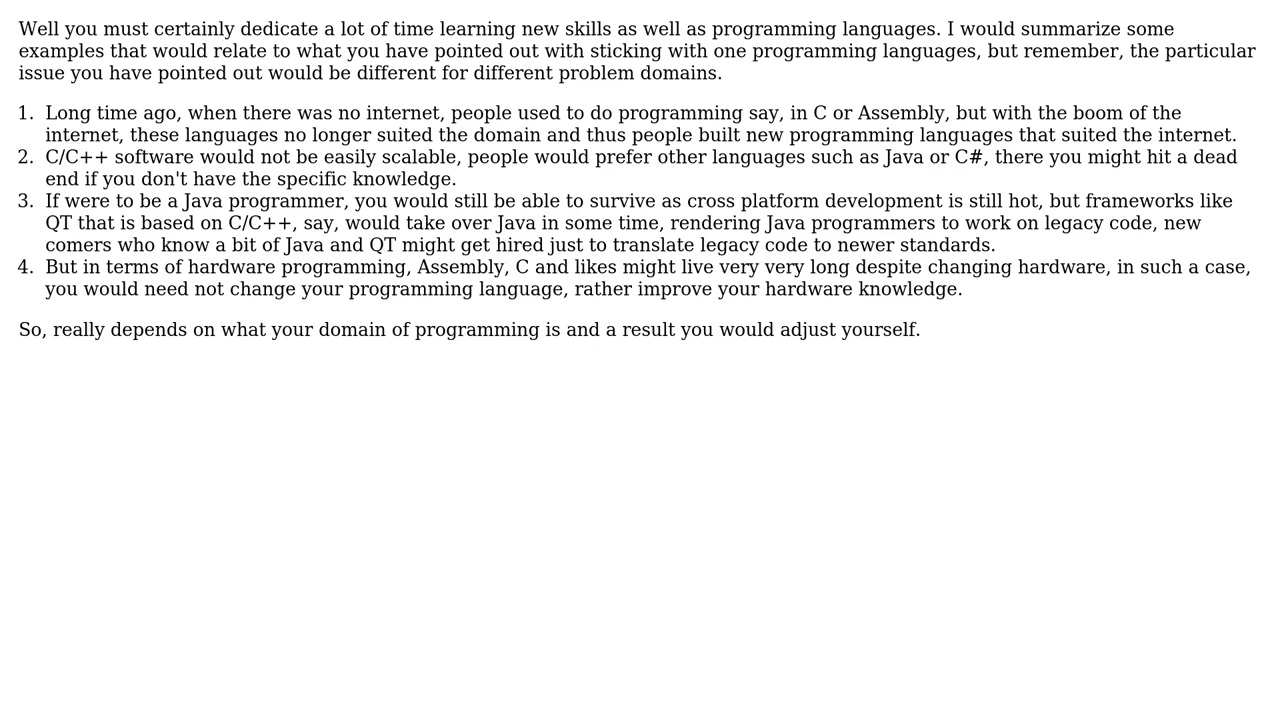 Well you must certainly dedicate a lot of time learning new skills as well as programming languages. I would summarize some
examples that would relate to what you have pointed out with sticking with one programming languages, but remember, the particular
issue you have pointed out would be different for different problem domains.
1. Long time ago, when there was no internet, people used to do programming say, in C or Assembly, but with the boom of the
internet, these languages no longer suited the domain and thus people built new programming languages that suited the internet.
2. C/C++ software would not be easily scalable, people would prefer other languages such as Java or C#, there you might hit a dead
end if you don't have the specific knowledge.
3. If were to be a Java programmer, you would still be able to survive as cross platform development is still hot, but frameworks like
QT that is based on C/C++, say, would take over Java in some time, rendering Java programmers to work on legacy code, new
comers who know a bit of Java and QT might get hired just to translate legacy code to newer standards.
4. But in terms of hardware programming, Assembly, C and likes might live very very long despite changing hardware, in such a case,
you would need not change your programming language, rather improve your hardware knowledge.
So, really depends on what your domain of programming is and a result you would adjust yourself.